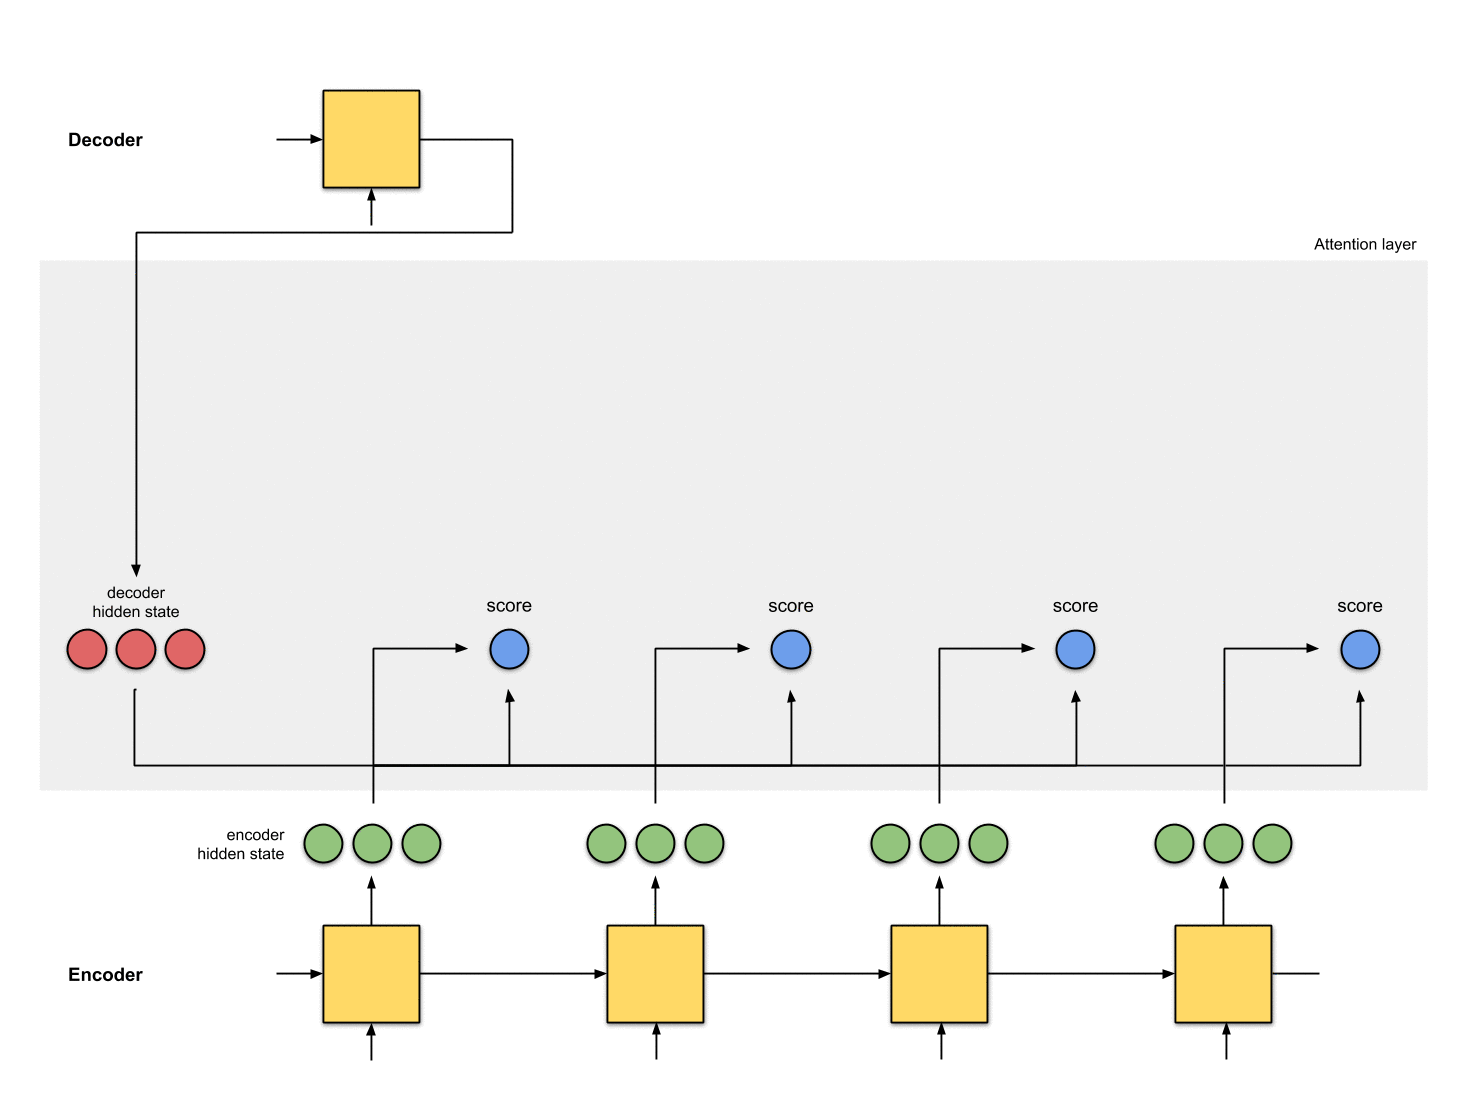 Decoder
Attention layer
decoder
hidden state
score
score
score
score
encoder
hidden state
Encoder